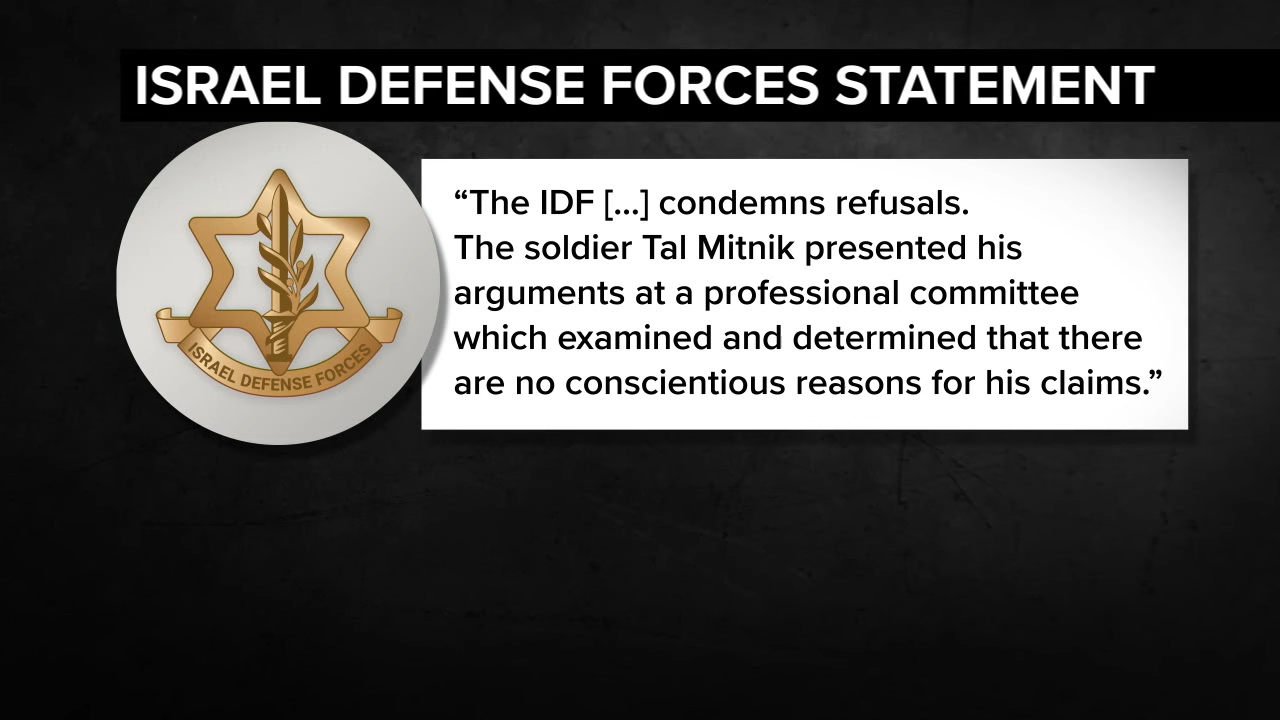 ISRAEL DEFENSE FORCES STATEMENT
ISRAEL DEFENSE FORCES
“The IDF [...] condemns refusals.
The soldier Tal Mitnik presented his
arguments at a professional committee
which examined and determined that there
are no conscientious reasons for his claims.”